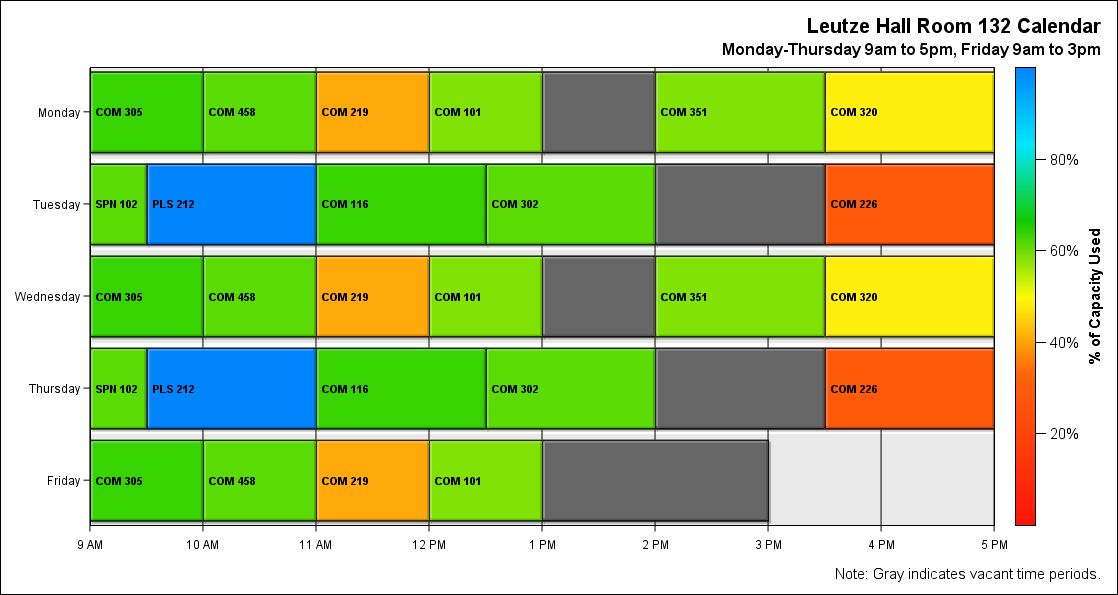 Leutze Hall Room 132 Calendar
Monday-Thursday 9am to 5pm, Friday 9am to 3pm
Monday COM 305 COM 458 COM 219 COM 101 COM 351 COM 320
80%
Tuesday SPN 102 PLS 212 COM 116 COM 302 COM 226
60%
% of Capacity Used
Wednesday COM 305 COM 458 COM 219 COM 101 COM 351 COM 320
40%
Thursday SPN 102 PLS 212 COM 116 COM 302 COM 226
20%
Friday COM 305 COM 458 COM 219 COM 101
9 AM 10 AM 11 AM 12 PM 1 PM 2 PM 3 PM 4 PM 5 PM
Note: Gray indicates vacant time periods.